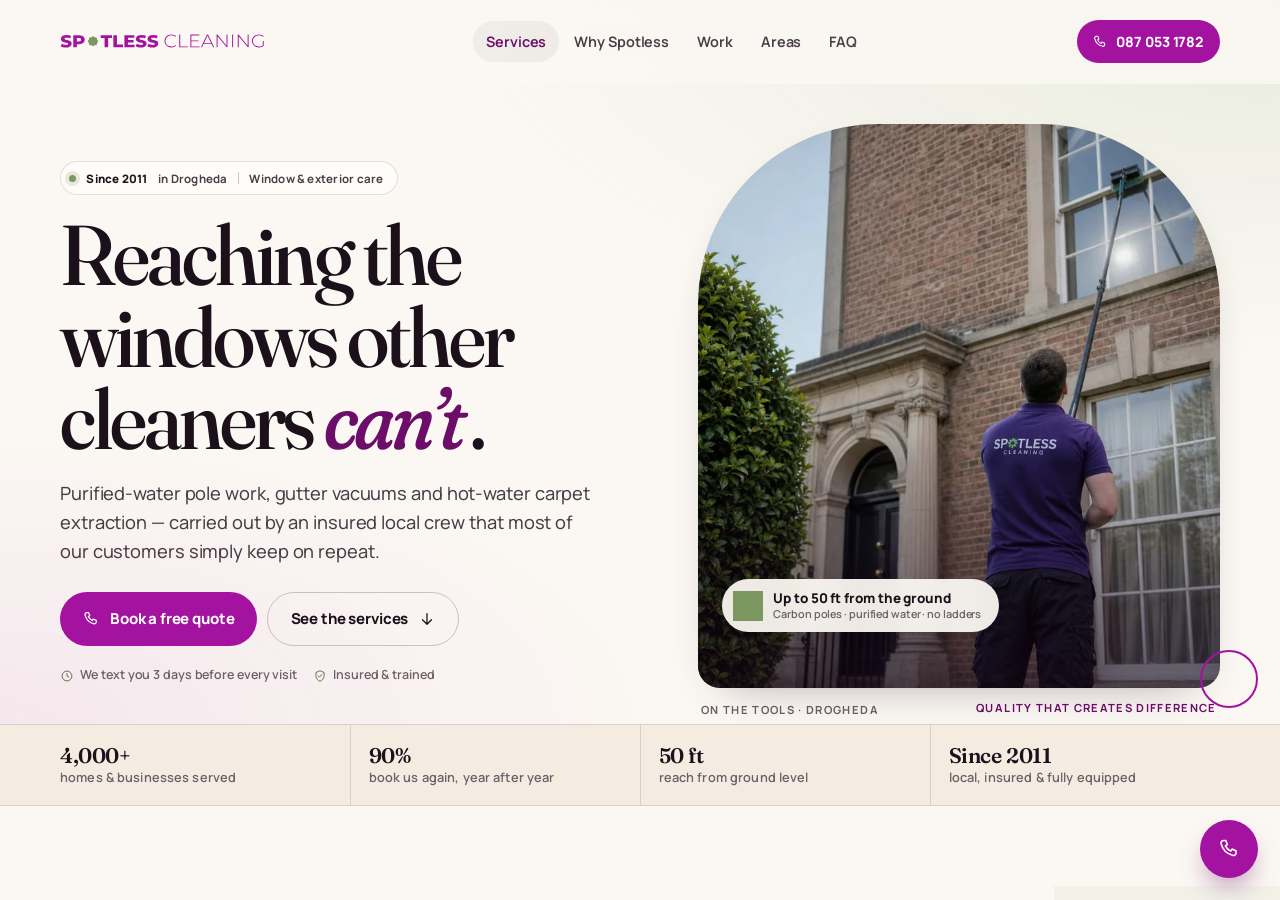 SPOTLESS CLEANING
Services
Why Spotless
Work
Areas
FAQ
087 053 1782
Since 2011 in Drogheda
Window & exterior care
Reaching the
windows other
cleaners can’t.
Purified-water pole work, gutter vacuums and hot-water carpet
extraction — carried out by an insured local crew that most of
our customers simply keep on repeat.
Book a free quote
See the services
We text you 3 days before every visit
Insured & trained
SPOTLESS
CLEANING
Up to 50 ft from the ground
Carbon poles · purified water · no ladders
ON THE TOOLS · DROGHEDA
QUALITY THAT CREATES DIFFERENCE
4,000+
homes & businesses served
90%
book us again, year after year
50 ft
reach from ground level
Since 2011
local, insured & fully equipped